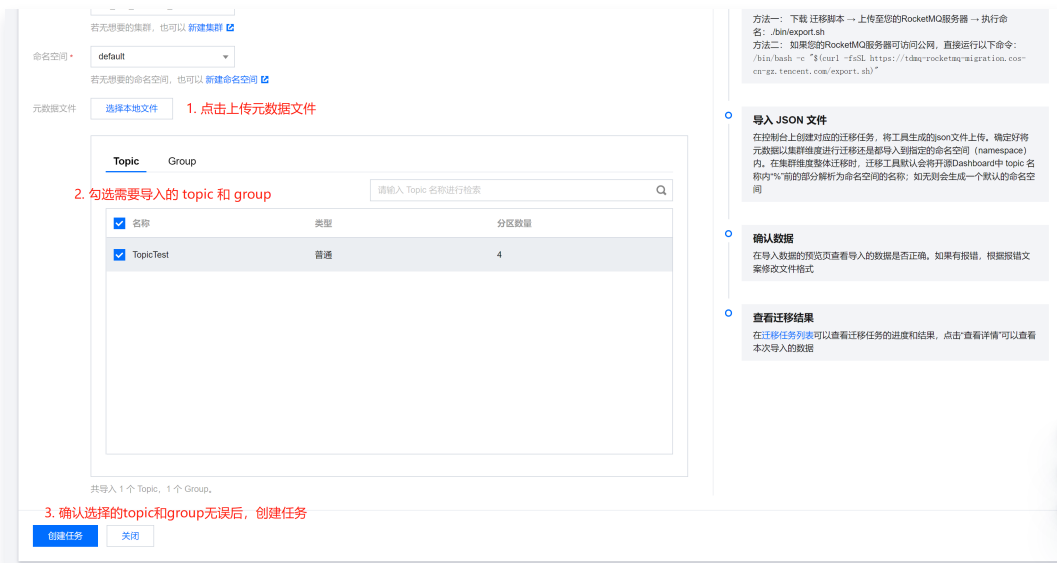 若无想要的集群，也可以 新建集群
命名空间 *
default
若无想要的命名空间，也可以 新建命名空间
元数据文件
选择本地文件
1. 点击上传元数据文件
Topic
Group
2. 勾选需要导入的 topic 和 group
请输入 Topic 名称进行检索
名称
类型
分区数量
TopicTest
普通
4
共导入 1 个 Topic，1 个 Group。
3. 确认选择的topic和group无误后，创建任务
创建任务
关闭
方法一： 下载 迁移脚本 → 上传至您的RocketMQ服务器 → 执行命
名：./bin/export.sh
方法二： 如果您的RocketMQ服务器可访问公网，直接运行以下命令：
/bin/bash -c "$(curl -fsSL https://tdmq-rocketmq-migration.cos-
cn-gz.tencent.com/export.sh)"
导入 JSON 文件
在控制台上创建对应的迁移任务，将工具生成的json文件上传。确定好将
元数据以集群维度进行迁移还是都导入到指定的命名空间（namespace）
内。在集群维度整体迁移时，迁移工具默认会将开源Dashboard中 topic 名
称内“%”前的部分解析为命名空间的名称；如无则会生成一个默认的命名空
间
确认数据
在导入数据的预览页查看导入的数据是否正确。如果有报错，根据报错文
案修改文件格式
查看迁移结果
在迁移任务列表可以查看迁移任务的进度和结果，点击“查看详情”可以查看
本次导入的数据